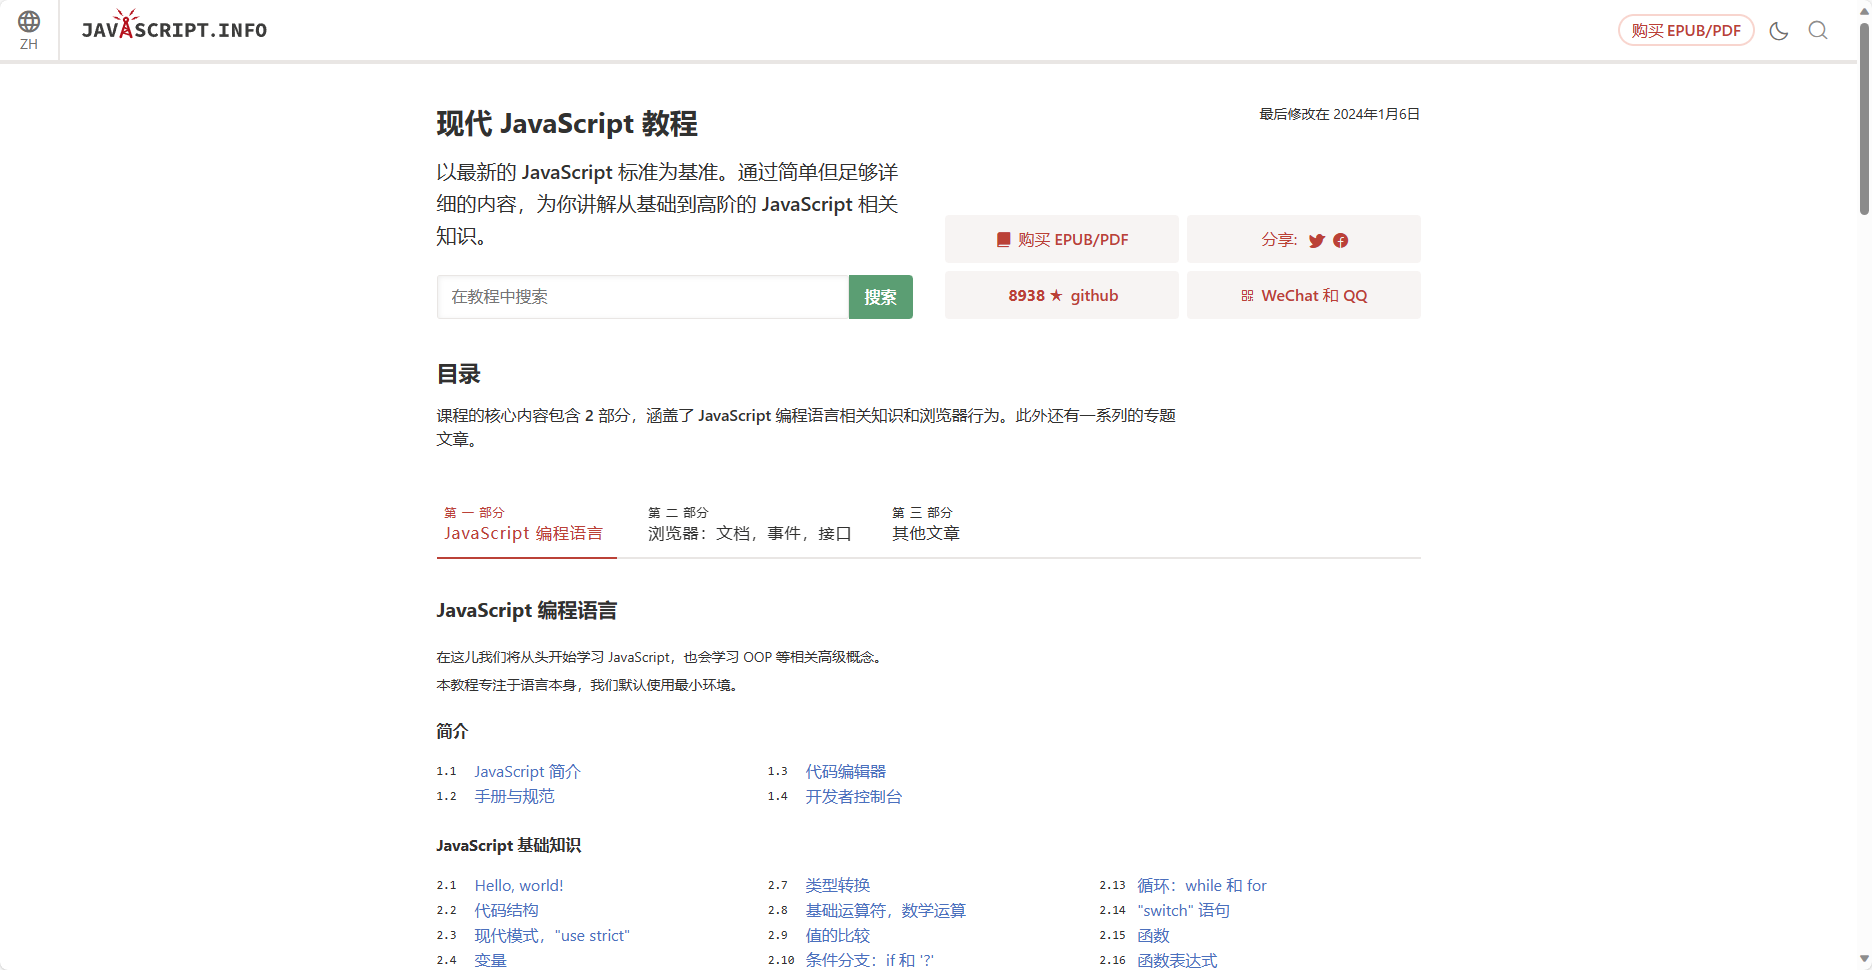 ZH
JAVASCRIPT.INFO
购买 EPUB/PDF
现代 JavaScript 教程
最后修改在 2024年1月6日
以最新的 JavaScript 标准为基准。通过简单但足够详
细的内容，为你讲解从基础到高阶的 JavaScript 相关
知识。
购买 EPUB/PDF
分享:
在教程中搜索
搜索
8938 ★ github
WeChat 和 QQ
目录
课程的核心内容包含 2 部分，涵盖了 JavaScript 编程语言相关知识和浏览器行为。此外还有一系列的专题
文章。
第 一 部分
JavaScript 编程语言
第 二 部分
浏览器：文档，事件，接口
第 三 部分
其他文章
JavaScript 编程语言
在这儿我们将从头开始学习 JavaScript，也会学习 OOP 等相关高级概念。
本教程专注于语言本身，我们默认使用最小环境。
简介
1.1 JavaScript 简介
1.2 手册与规范
1.3 代码编辑器
1.4 开发者控制台
JavaScript 基础知识
2.1 Hello, world!
2.2 代码结构
2.3 现代模式，"use strict"
2.4 变量
2.7 类型转换
2.8 基础运算符，数学运算
2.9 值的比较
2.10 条件分支：if 和 '?'
2.13 循环：while 和 for
2.14 "switch" 语句
2.15 函数
2.16 函数表达式